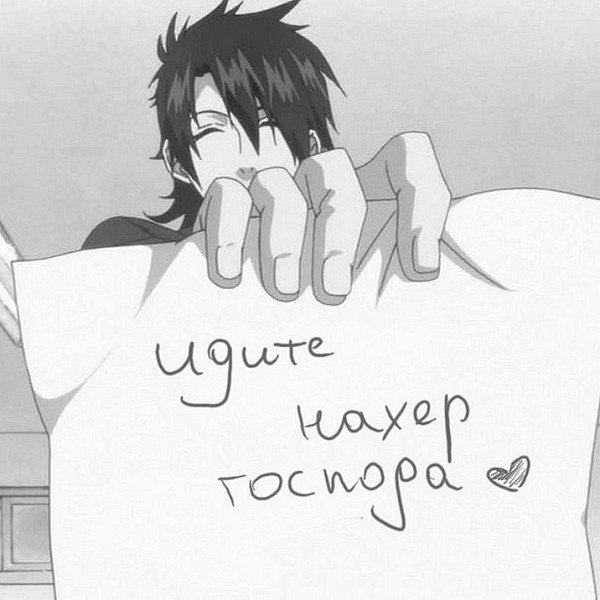 идите
нахер
господа ♥